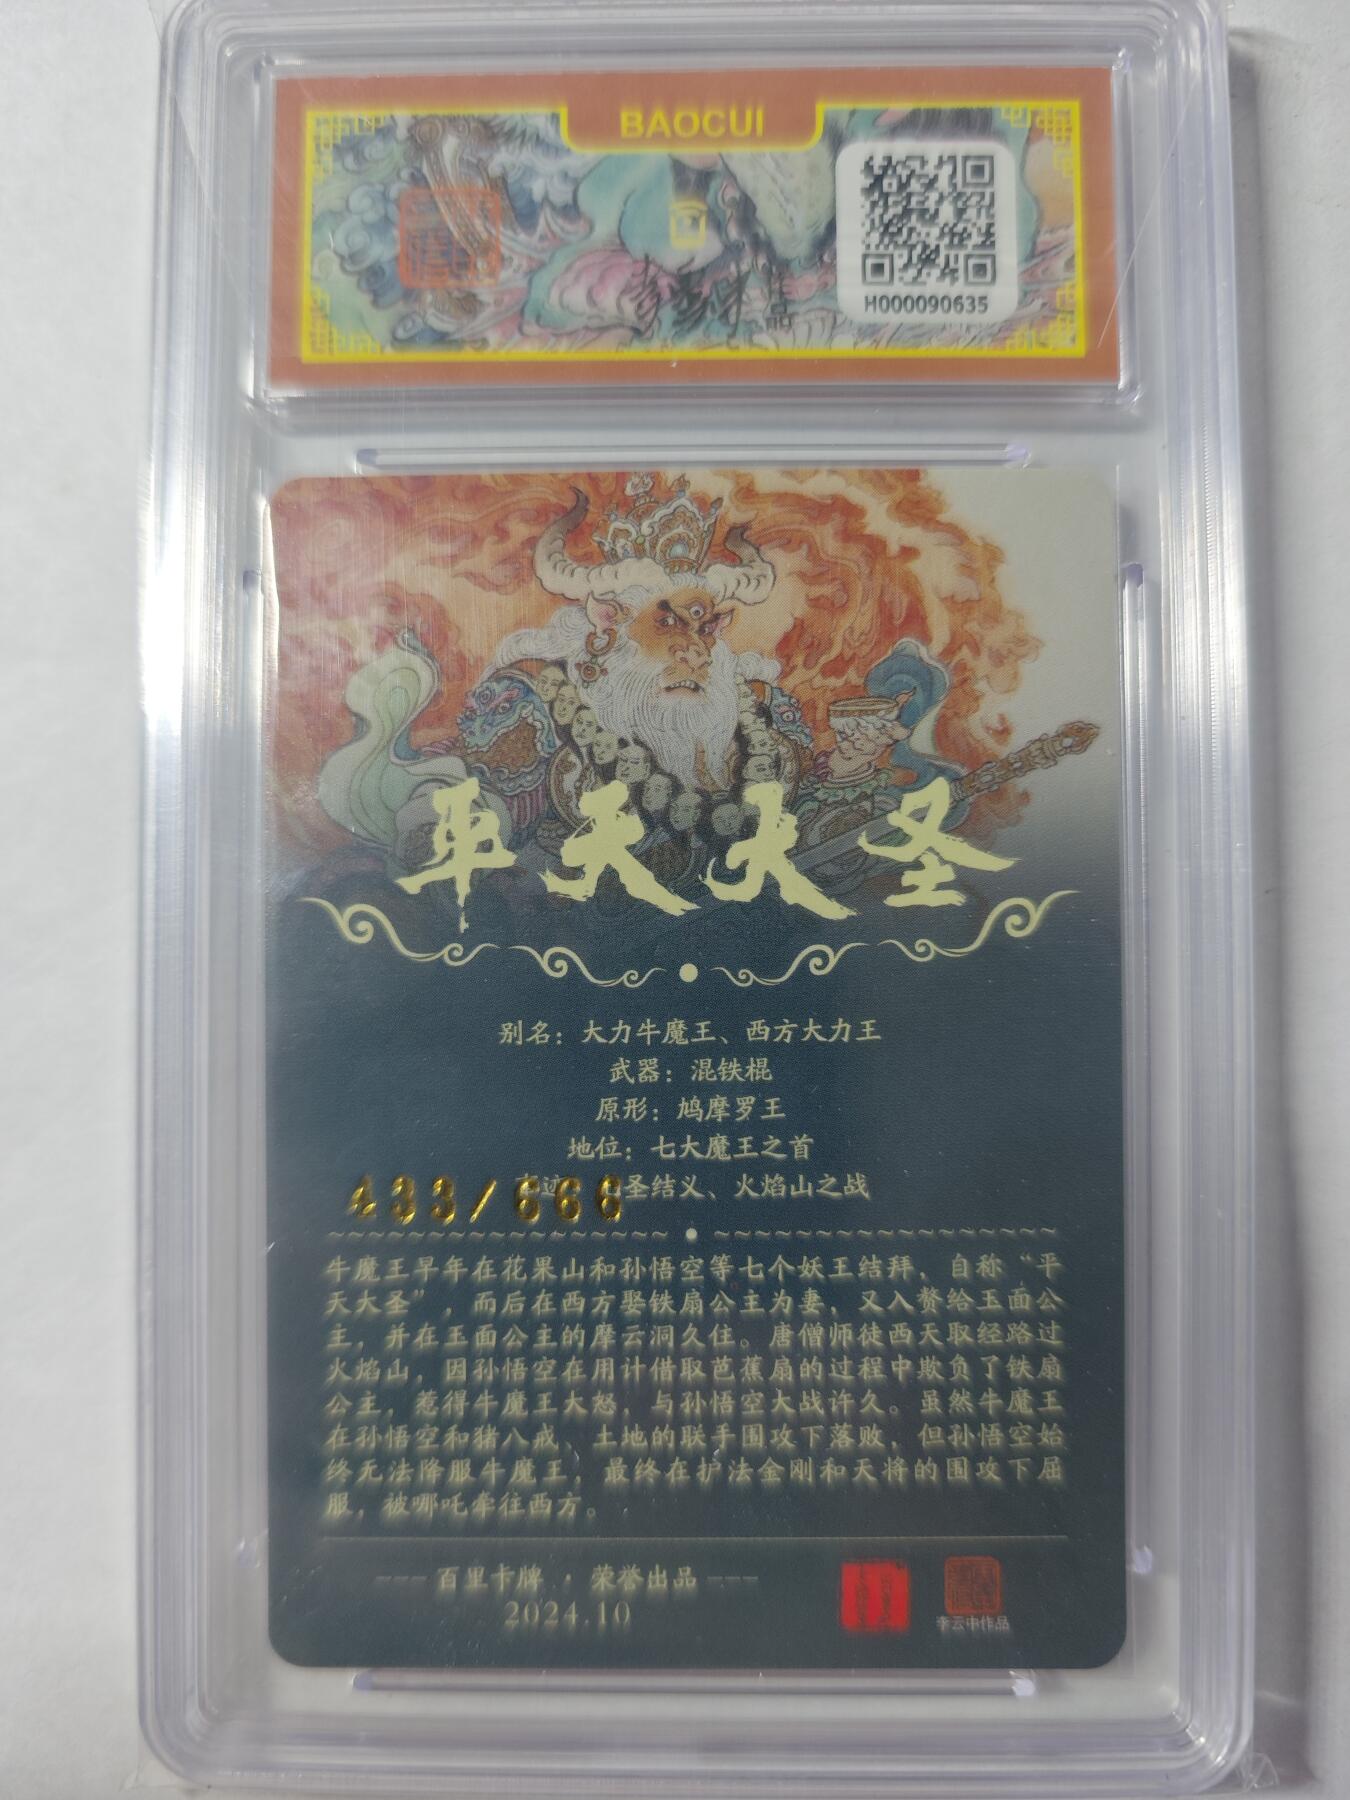 BAOCUI
H000090635
作品
平天大圣
别名：大力牛魔王、西方大力王
武器：混铁棍
原形：鸠摩罗王
地位：七大魔王之首
圣结义、火焰山之战
433/666
牛魔王早年在花果山和孙悟空等七个妖王结拜，自称“平
天大圣”，而后在西方娶铁扇公主为妻，又入赘给玉面公
主，并在玉面公主的摩云洞久住。唐僧师徒西天取经路过
火焰山，因孙悟空在用计借取芭蕉扇的过程中欺负了铁扇
公主，惹得牛魔王大怒，与孙悟空大战许久。虽然牛魔王
在孙悟空和猪八戒、土地的联手围攻下落败，但孙悟空始
终无法降服牛魔王，最终在护法金刚和天将的围攻下屈
服，被哪吒牵往西方。
--- 百里卡牌 · 荣誉出品 ---
2024.10
李云中作品